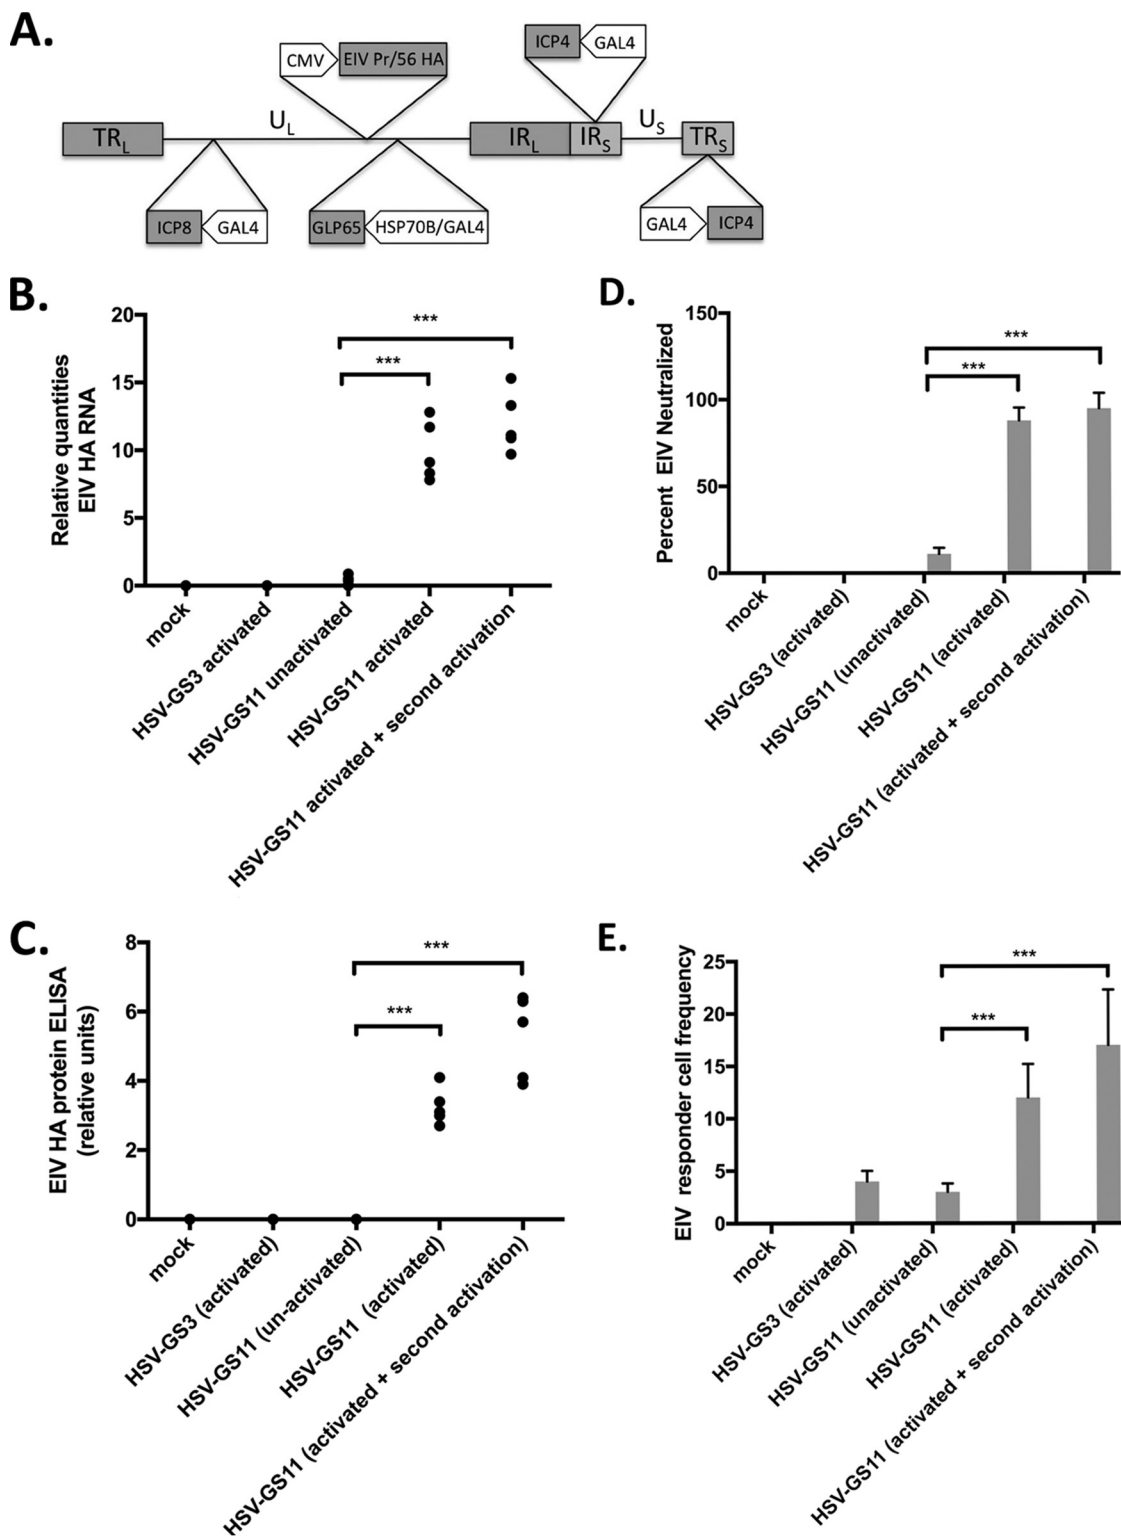 A.
CMV
EIV Pr/56 HA
ICP4
GAL4
TRL
UL
IRL
IRS
US
TRS
ICP8
GAL4
GLP65
HSP70B/GAL4
GAL4
ICP4
B.
Relative quantities
EIV HA RNA
20
15
10
5
0
***
***
mock
HSV-GS3 activated
HSV-GS11 unactivated
HSV-GS11 activated
HSV-GS11 activated + second activation
D.
Percent EIV Neutralized
150
100
50
0
***
***
mock
HSV-GS3 (activated)
HSV-GS11 (unactivated)
HSV-GS11 (activated)
HSV-GS11 (activated + second activation)
C.
EIV HA protein ELISA
(relative units)
8
6
4
2
0
***
***
mock
HSV-GS3 (activated)
HSV-GS11 (un-activated)
HSV-GS11 (activated)
HSV-GS11 (activated + second activation)
E.
EIV responder cell frequency
25
20
15
10
5
0
***
***
mock
HSV-GS3 (activated)
HSV-GS11 (unactivated)
HSV-GS11 (activated)
HSV-GS11 (activated + second activation)